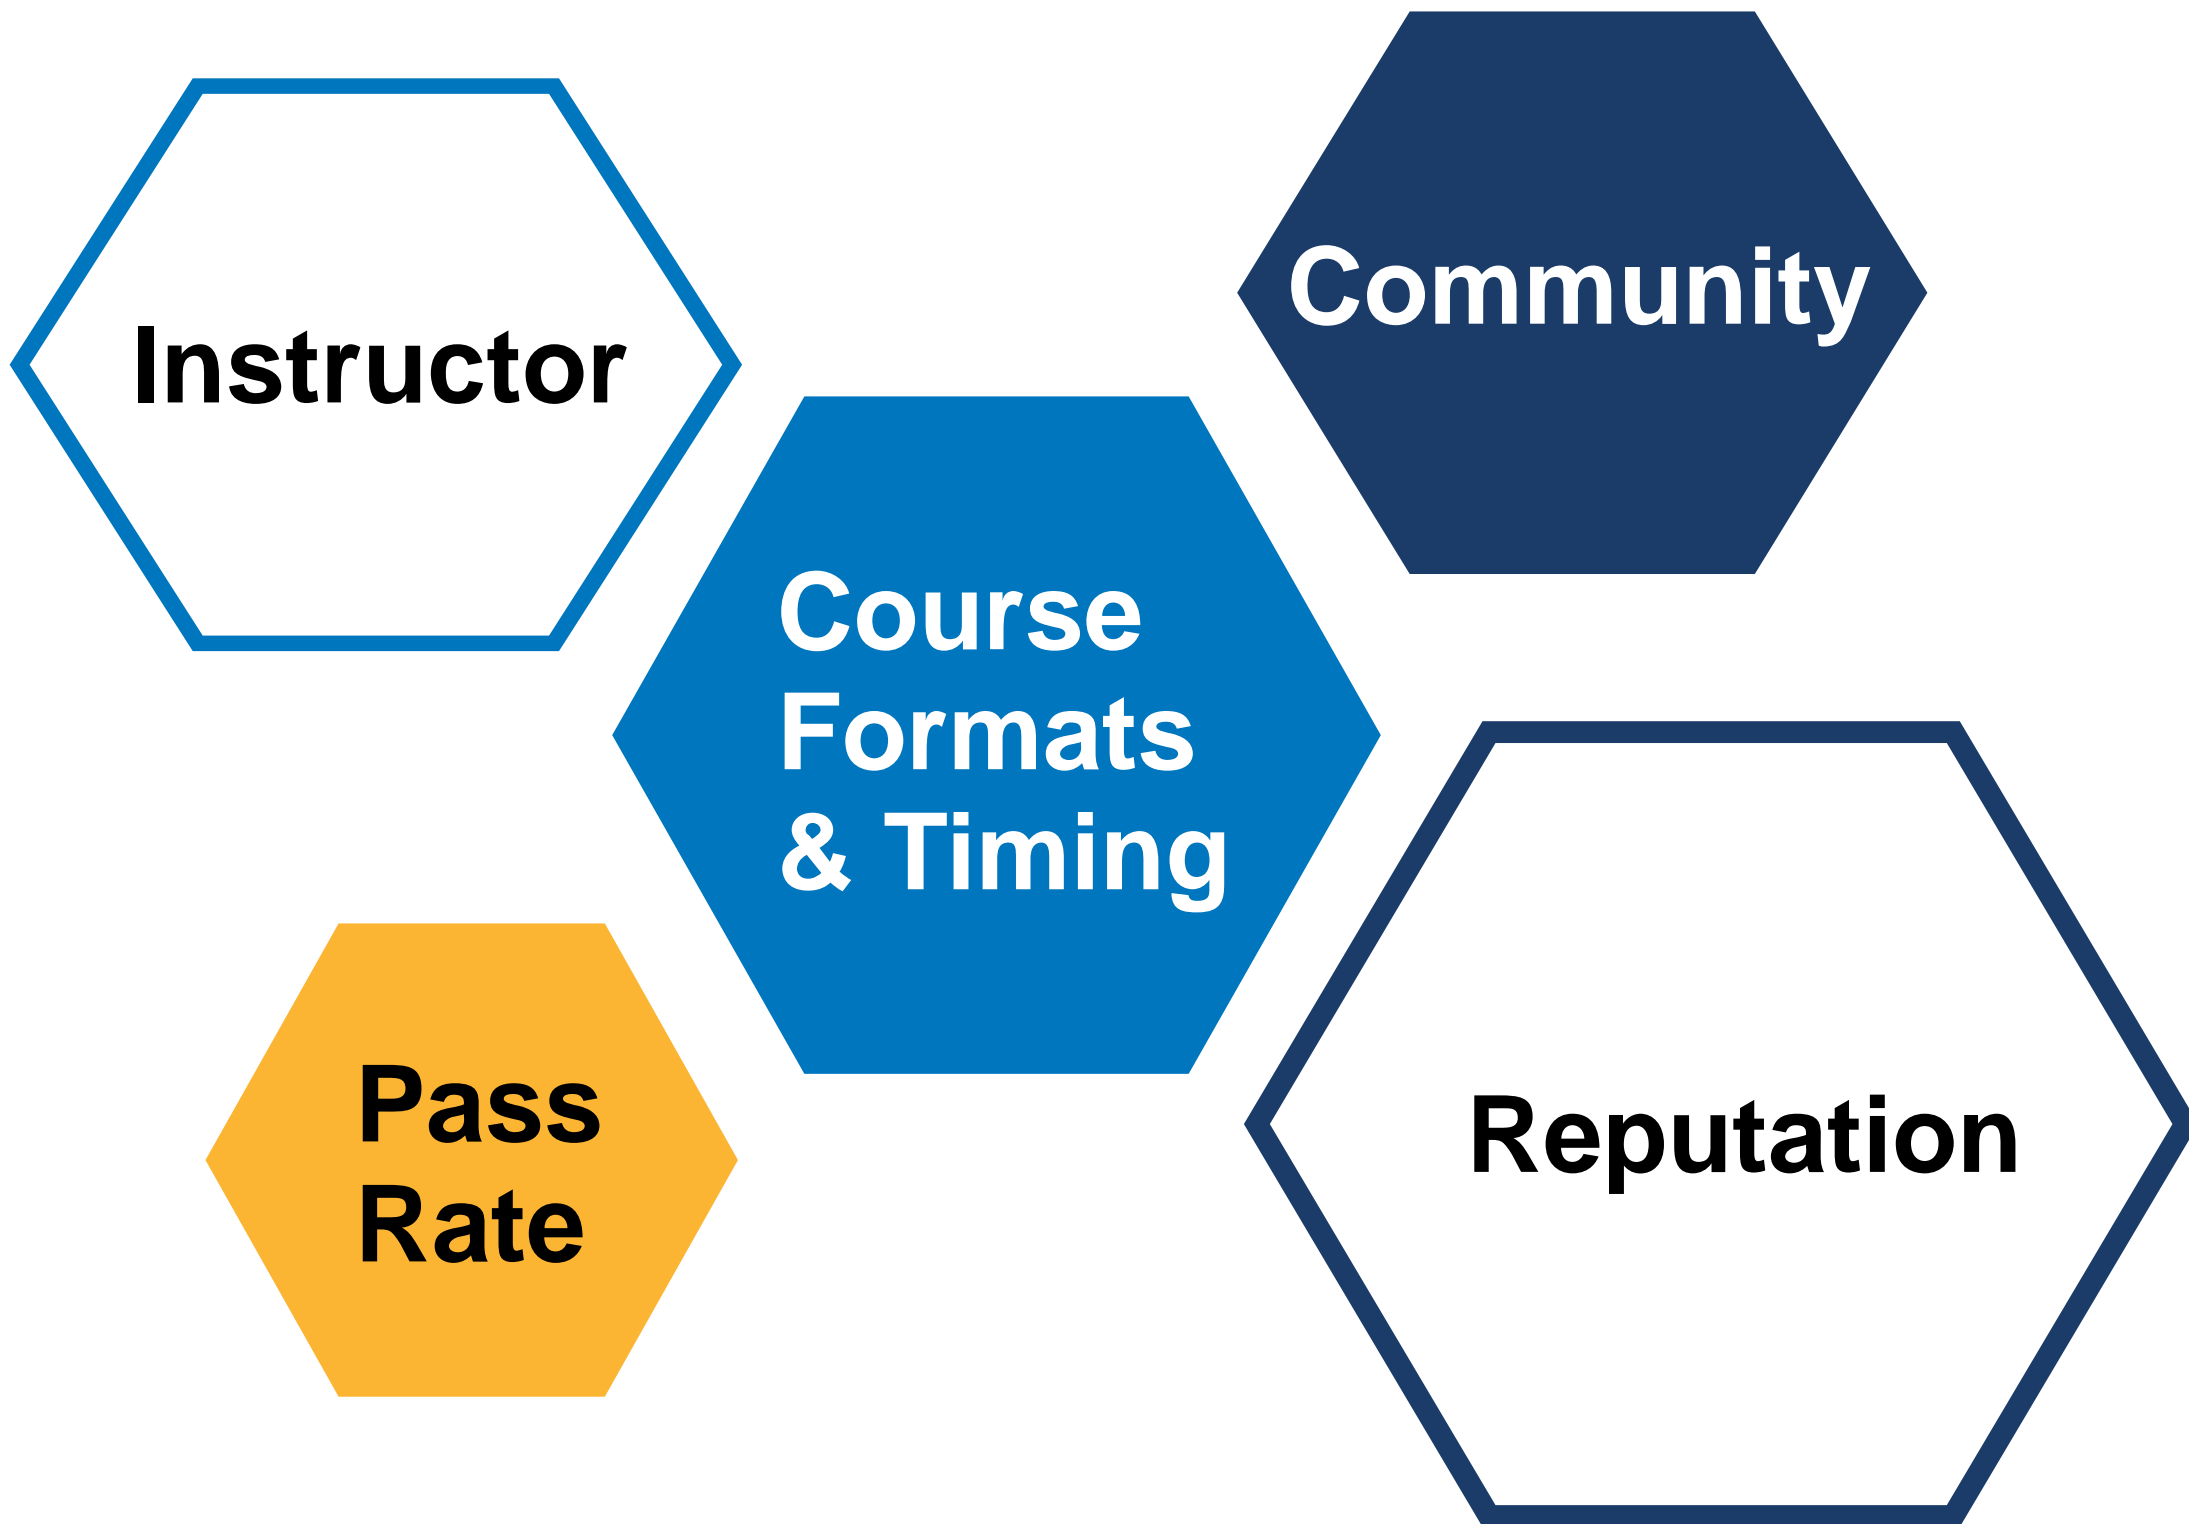 Instructor
Community
Course
Formats
& Timing
Pass
Rate
Reputation